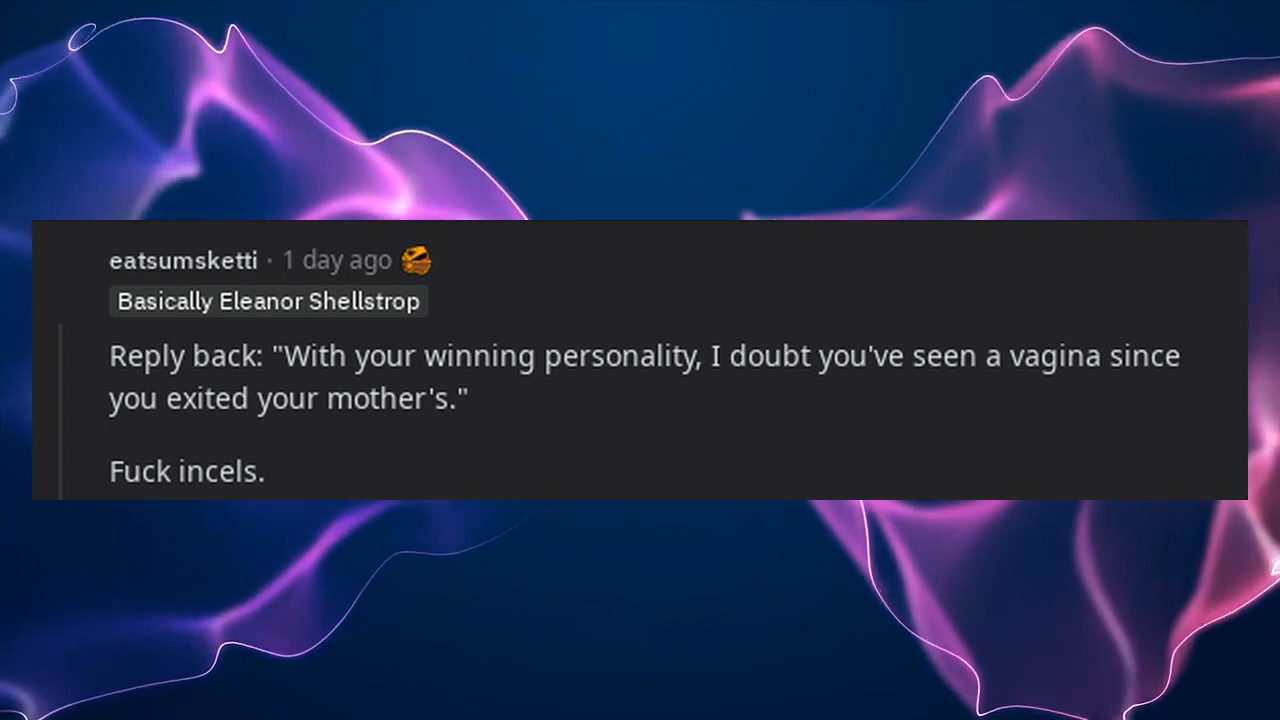 eatsumsketti · 1 day ago
Basically Eleanor Shellstrop
Reply back: "With your winning personality, I doubt you've seen a vagina since
you exited your mother's."
Fuck incels.